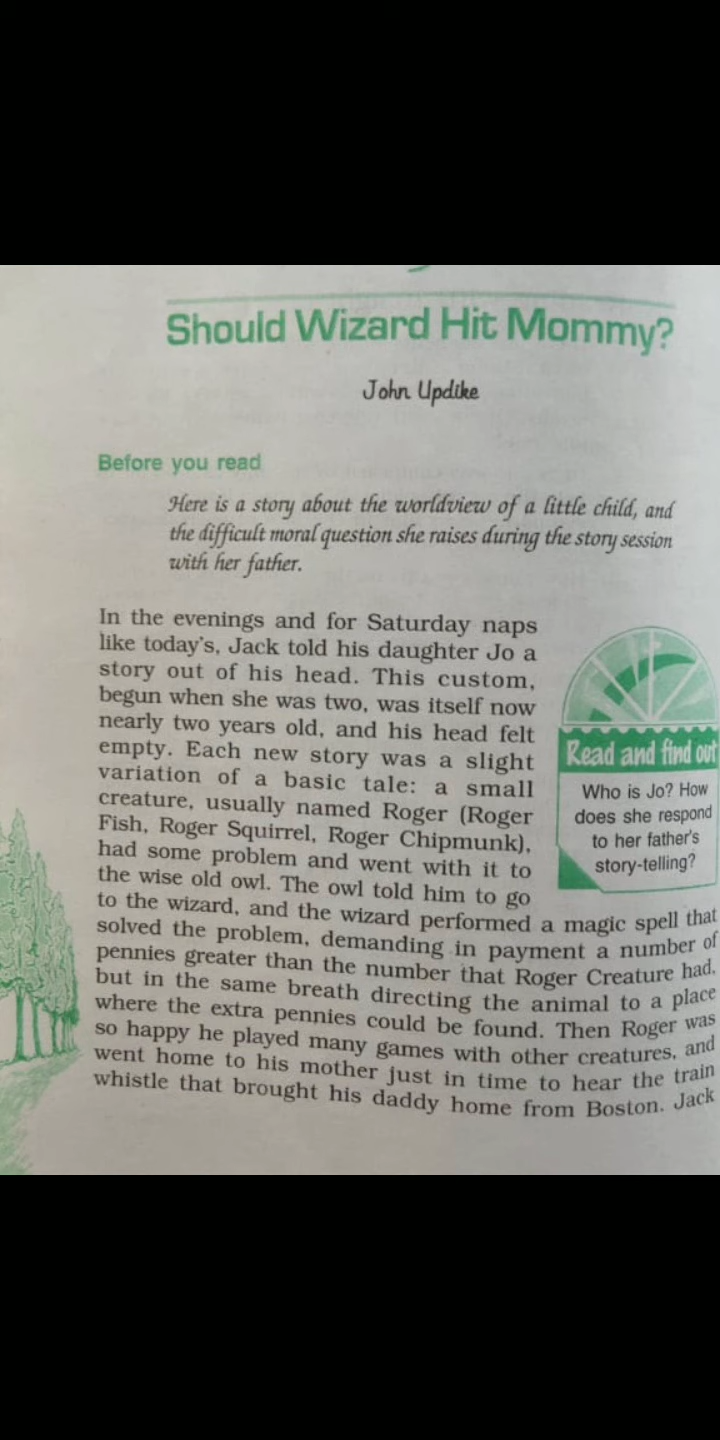 Should Wizard Hit Mommy?
John Updike
Before you read
Here is a story about the worldview of a little child, and
the difficult moral question she raises during the story session
with her father.
In the evenings and for Saturday naps
like today's, Jack told his daughter Jo a
story out of his head. This custom,
begun when she was two, was itself now
nearly two years old, and his head felt
empty. Each new story was a slight
variation of a basic tale: a small
creature, usually named Roger (Roger
Fish, Roger Squirrel, Roger Chipmunk),
had some problem and went with it to
the wise old owl. The owl told him to go
to the wizard, and the wizard performed a magic spell that
solved the problem, demanding in payment a number of
pennies greater than the number that Roger Creature had,
but in the same breath directing the animal to a place
where the extra pennies could be found. Then Roger was
so happy he played many games with other creatures, and
went home to his mother just in time to hear the train
whistle that brought his daddy home from Boston. Jack
Read and find out
Who is Jo? How
does she respond
to her father's
story-telling?